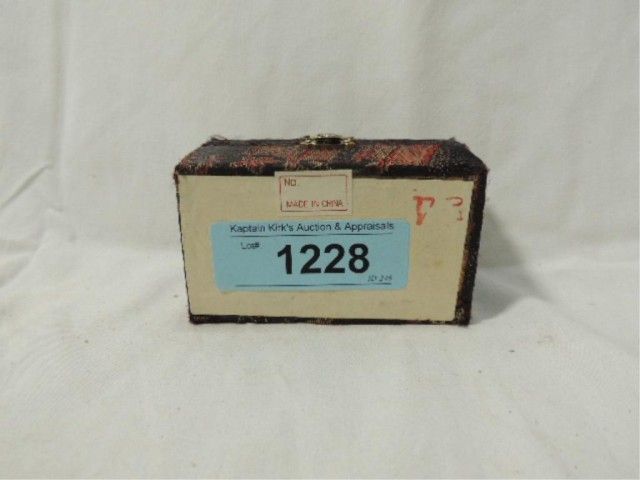 No.
MADE IN CHINA
Kaptain Kirk's Auction & Appraisals
Lot#
1228